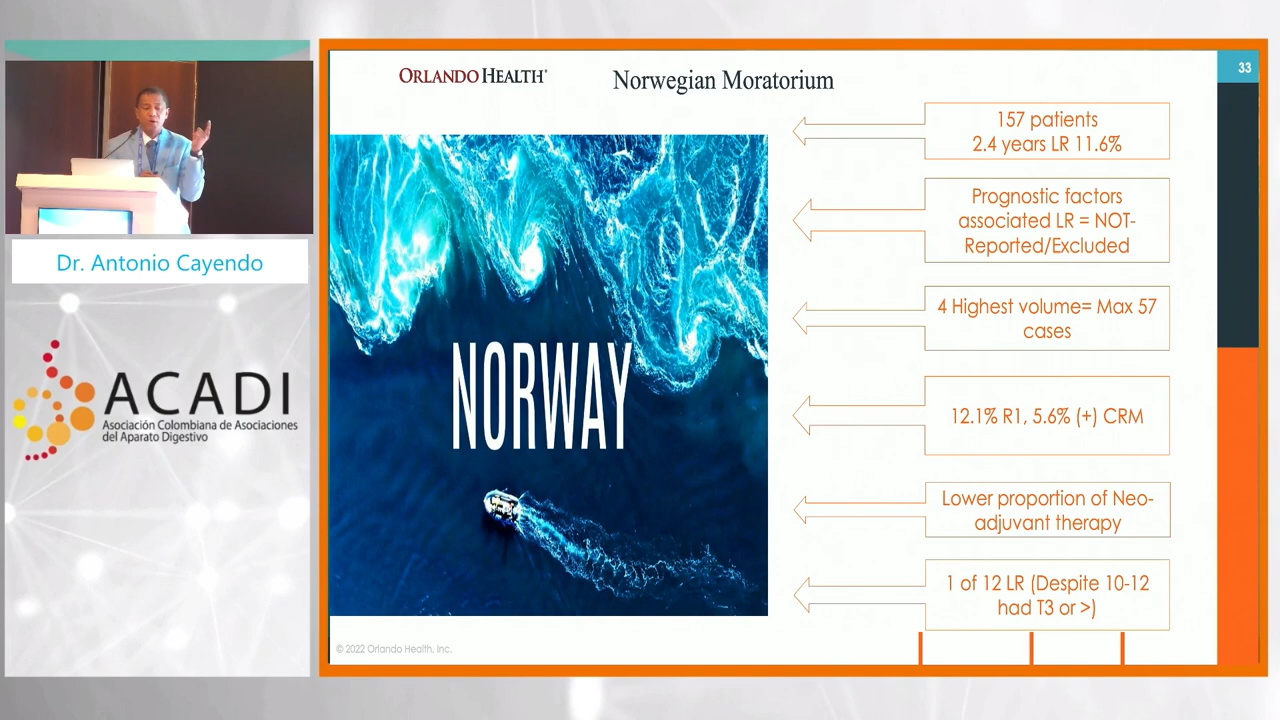 Dr. Antonio Cayendo
ACADI
Asociación Colombiana de Asociaciones
del Aparato Digestivo
ORLANDO HEALTH®
Norwegian Moratorium
33
NORWAY
157 patients
2.4 years LR 11.6%
Prognostic factors
associated LR = NOT-
Reported/Excluded
4 Highest volume= Max 57
cases
12.1% R1, 5.6% (+) CRM
Lower proportion of Neo-
adjuvant therapy
1 of 12 LR (Despite 10-12
had T3 or >)
© 2022 Orlando Health, Inc.